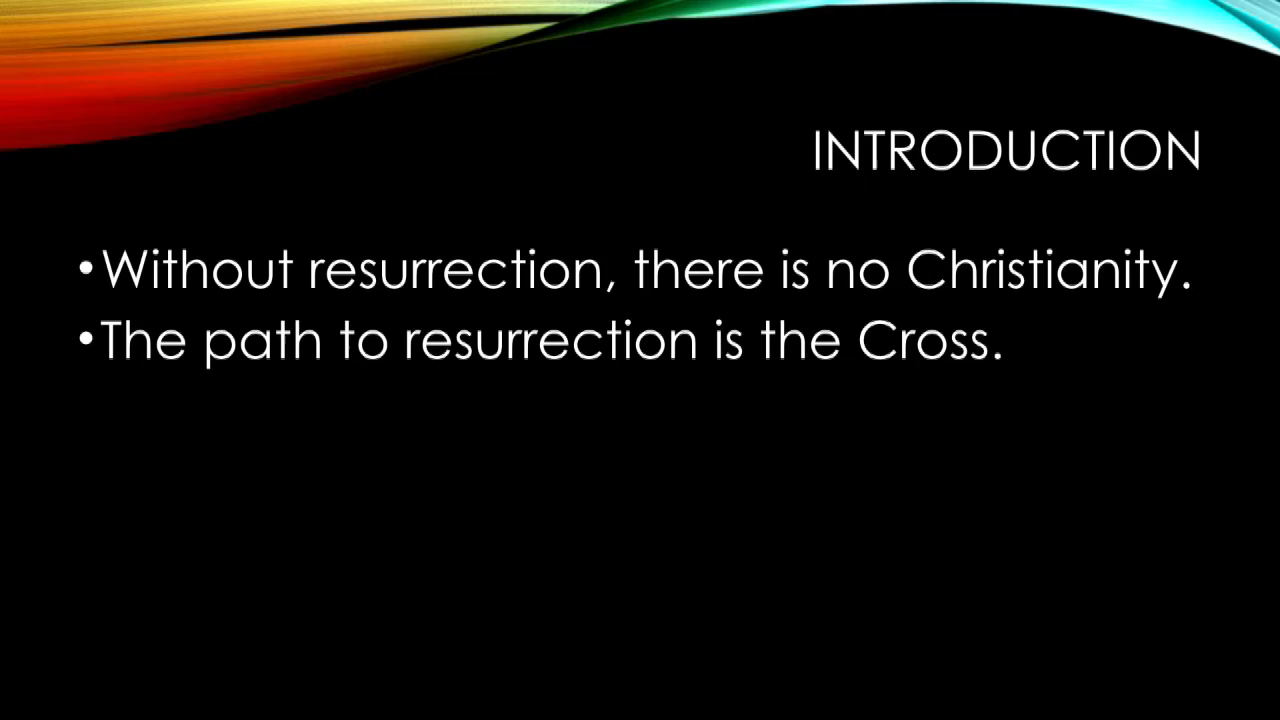 INTRODUCTION
•Without resurrection, there is no Christianity.
•The path to resurrection is the Cross.